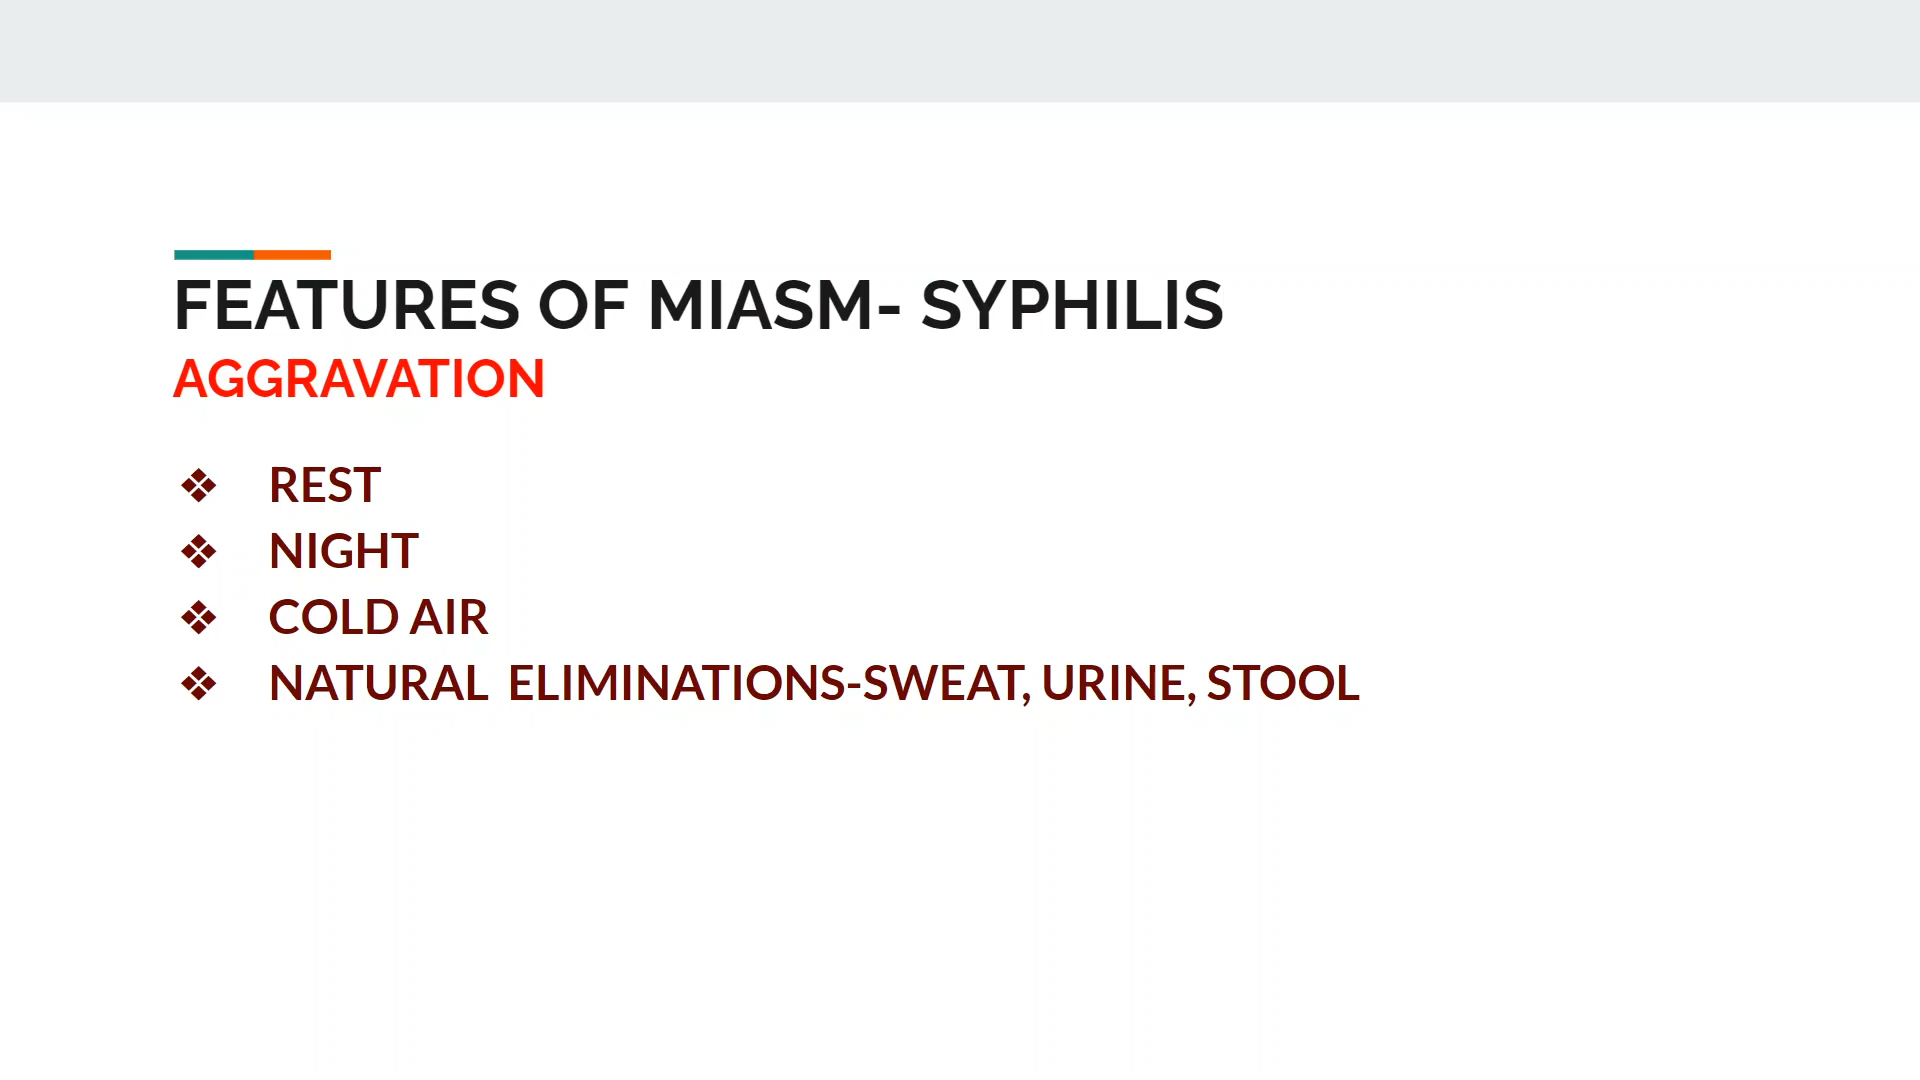 FEATURES OF MIASM- SYPHILIS
AGGRAVATION
❖ REST
❖ NIGHT
❖ COLD AIR
❖ NATURAL ELIMINATIONS-SWEAT, URINE, STOOL